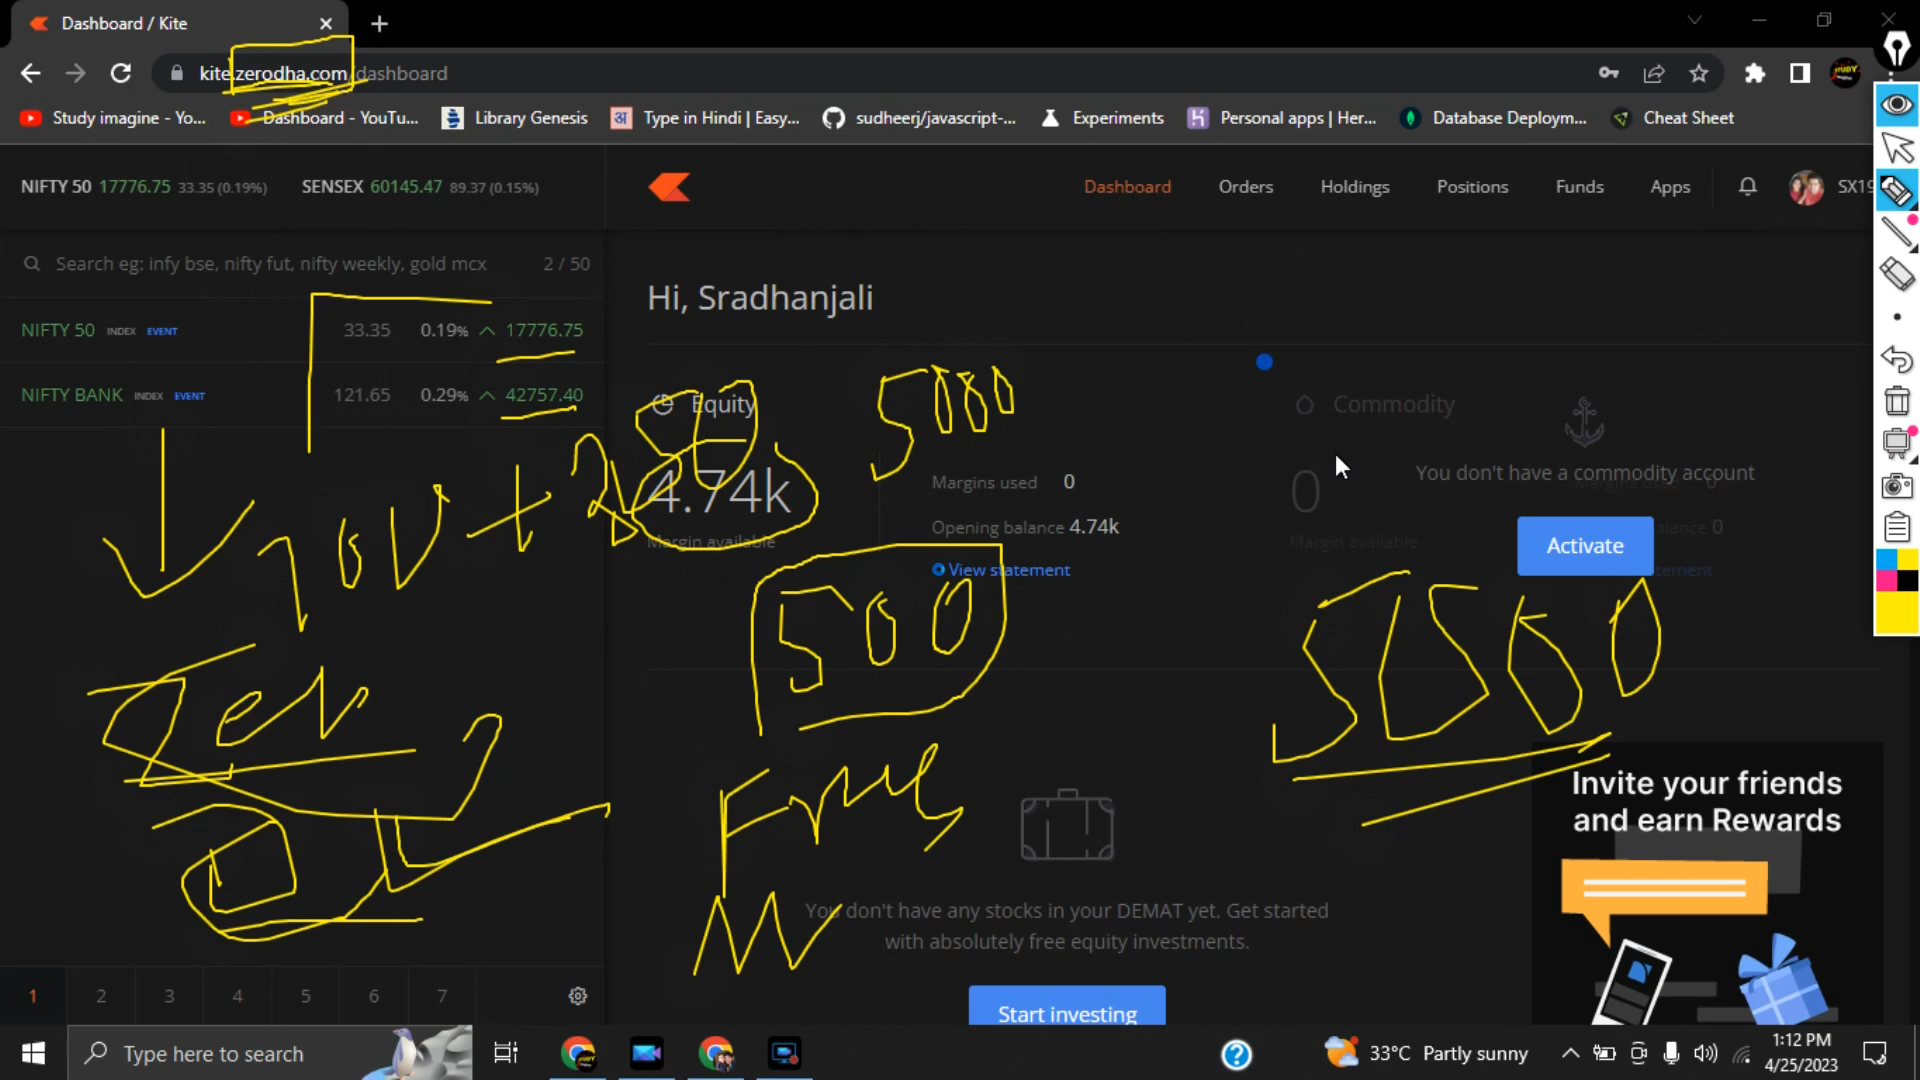 Dashboard / Kite
kite.zerodha.com/dashboard
Study imagine - Yo...
Dashboard - YouTu...
Library Genesis
Type in Hindi | Easy...
sudheerj/javascript-...
Experiments
Personal apps | Her...
Database Deploym...
Cheat Sheet
NIFTY 50 17776.75 33.35 (0.19%) SENSEX 60145.47 89.37 (0.15%)
Dashboard Orders Holdings Positions Funds Apps
Search eg: infy bse, nifty fut, nifty weekly, gold mcx 2 / 50
Hi, Sradhanjali
NIFTY 50 INDEX EVENT 33.35 0.19% 17776.75
NIFTY BANK INDEX EVENT 121.65 0.29% 42757.40
Equity
5000
Commodity
4.74k
Margin available
Margins used 0
Opening balance 4.74k
View statement
0
Margin available
You don't have a commodity account
Activate
500
Invite your friends
and earn Rewards
You don't have any stocks in your DEMAT yet. Get started
with absolutely free equity investments.
Start investing
1 2 3 4 5 6 7
Type here to search
33°C Partly sunny
1:12 PM
4/25/2023